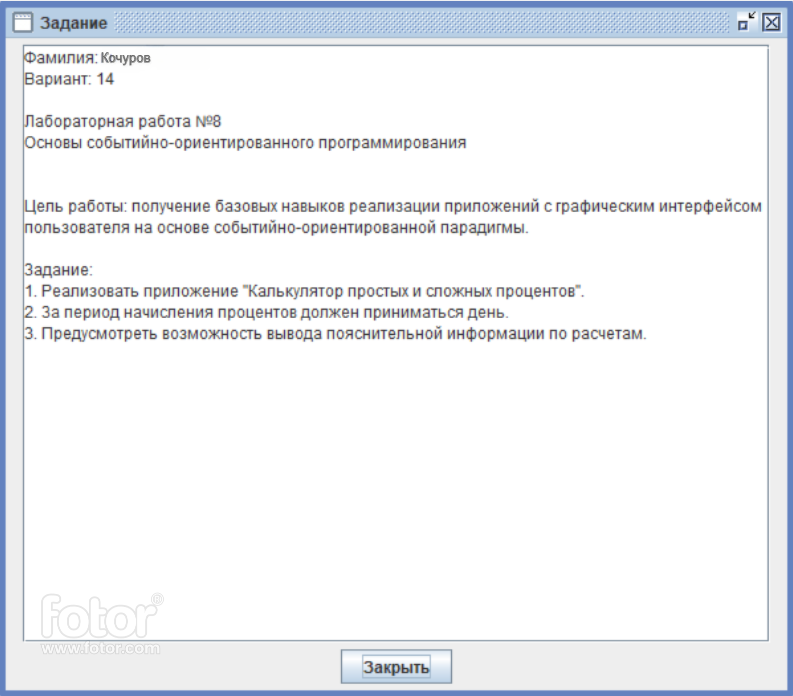 Задание
Фамилия: Кочуров
Вариант: 14
Лабораторная работа №8
Основы событийно-ориентированного программирования
Цель работы: получение базовых навыков реализации приложений с графическим интерфейсом
пользователя на основе событийно-ориентированной парадигмы.
Задание:
1. Реализовать приложение "Калькулятор простых и сложных процентов".
2. За период начисления процентов должен приниматься день.
3. Предусмотреть возможность вывода пояснительной информации по расчетам.
fotor®
www.fotor.com
Закрыть